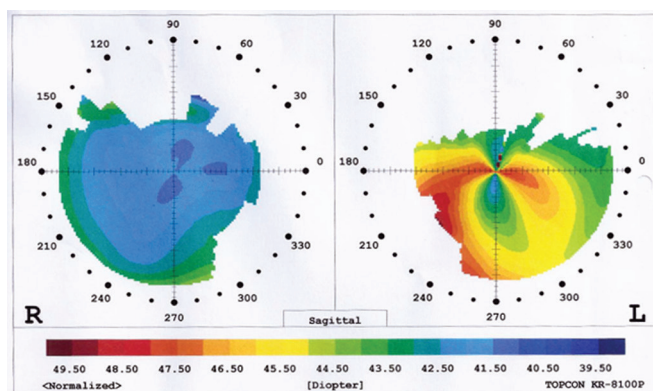 90 90
120 60 120 60
150 30 150 30
180 0 180 0
210 330 210 330
240 300 240 300
270 270
R Sagittal L
49.50 48.50 47.50 46.50 45.50 44.50 43.50 42.50 41.50 40.50 39.50
<Normalized> [Diopter] TOPCON KR-8100P